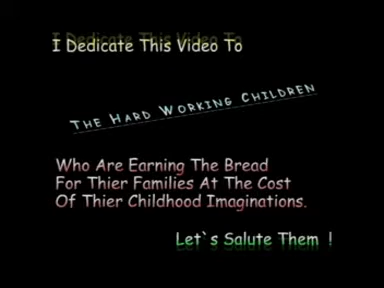 I Dedicate This Video To
The Hard Working Children
Who Are Earning The Bread
For Thier Families At The Cost
Of Thier Childhood Imaginations.
Let`s Salute Them !